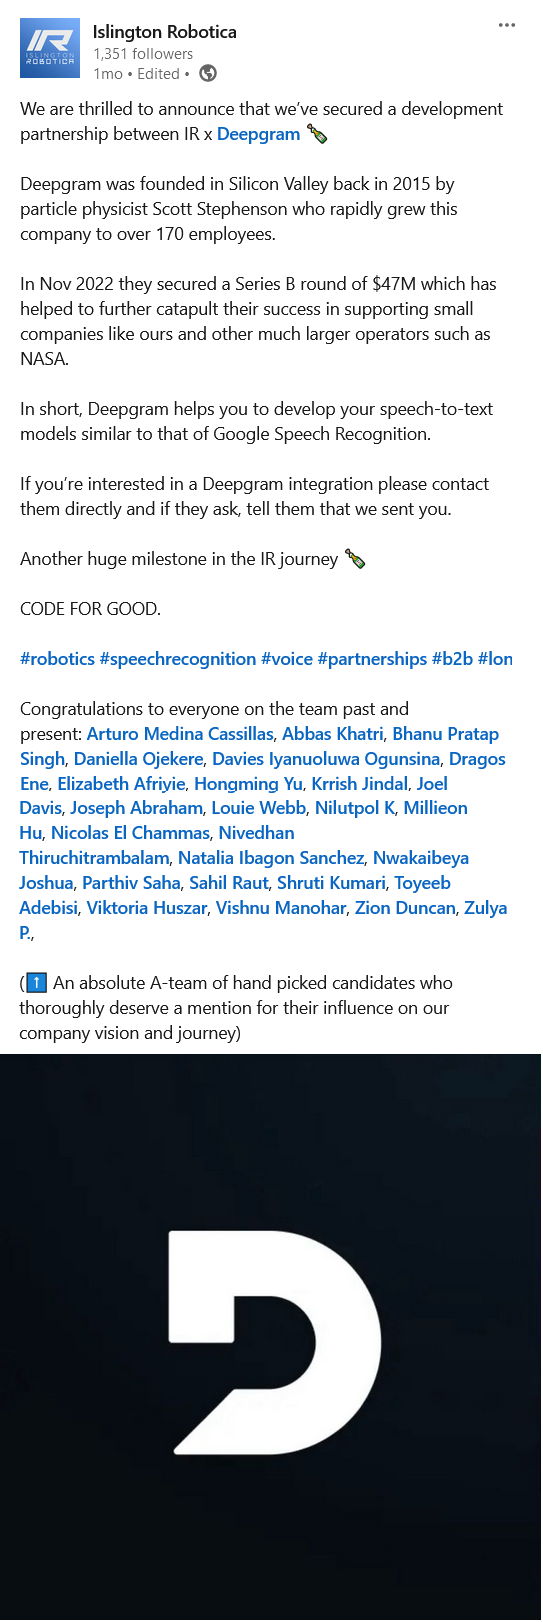 IR
ISLINGTON
ROBOTICA
Islington Robotica
1,351 followers
1mo • Edited •
We are thrilled to announce that we’ve secured a development
partnership between IR x Deepgram 🍾
Deepgram was founded in Silicon Valley back in 2015 by
particle physicist Scott Stephenson who rapidly grew this
company to over 170 employees.
In Nov 2022 they secured a Series B round of $47M which has
helped to further catapult their success in supporting small
companies like ours and other much larger operators such as
NASA.
In short, Deepgram helps you to develop your speech-to-text
models similar to that of Google Speech Recognition.
If you’re interested in a Deepgram integration please contact
them directly and if they ask, tell them that we sent you.
Another huge milestone in the IR journey 🍾
CODE FOR GOOD.
#robotics #speechrecognition #voice #partnerships #b2b #lon
Congratulations to everyone on the team past and
present: Arturo Medina Cassillas, Abbas Khatri, Bhanu Pratap
Singh, Daniella Ojekere, Davies Iyanuoluwa Ogunsina, Dragos
Ene, Elizabeth Afriyie, Hongming Yu, Krrish Jindal, Joel
Davis, Joseph Abraham, Louie Webb, Nilutpol K, Millieon
Hu, Nicolas El Chammas, Nivedhan
Thiruchitrambalam, Natalia Ibagon Sanchez, Nwakaibeya
Joshua, Parthiv Saha, Sahil Raut, Shruti Kumari, Toyeeb
Adebisi, Viktoria Huszar, Vishnu Manohar, Zion Duncan, Zulya
P.,
(⬆️ An absolute A-team of hand picked candidates who
thoroughly deserve a mention for their influence on our
company vision and journey)